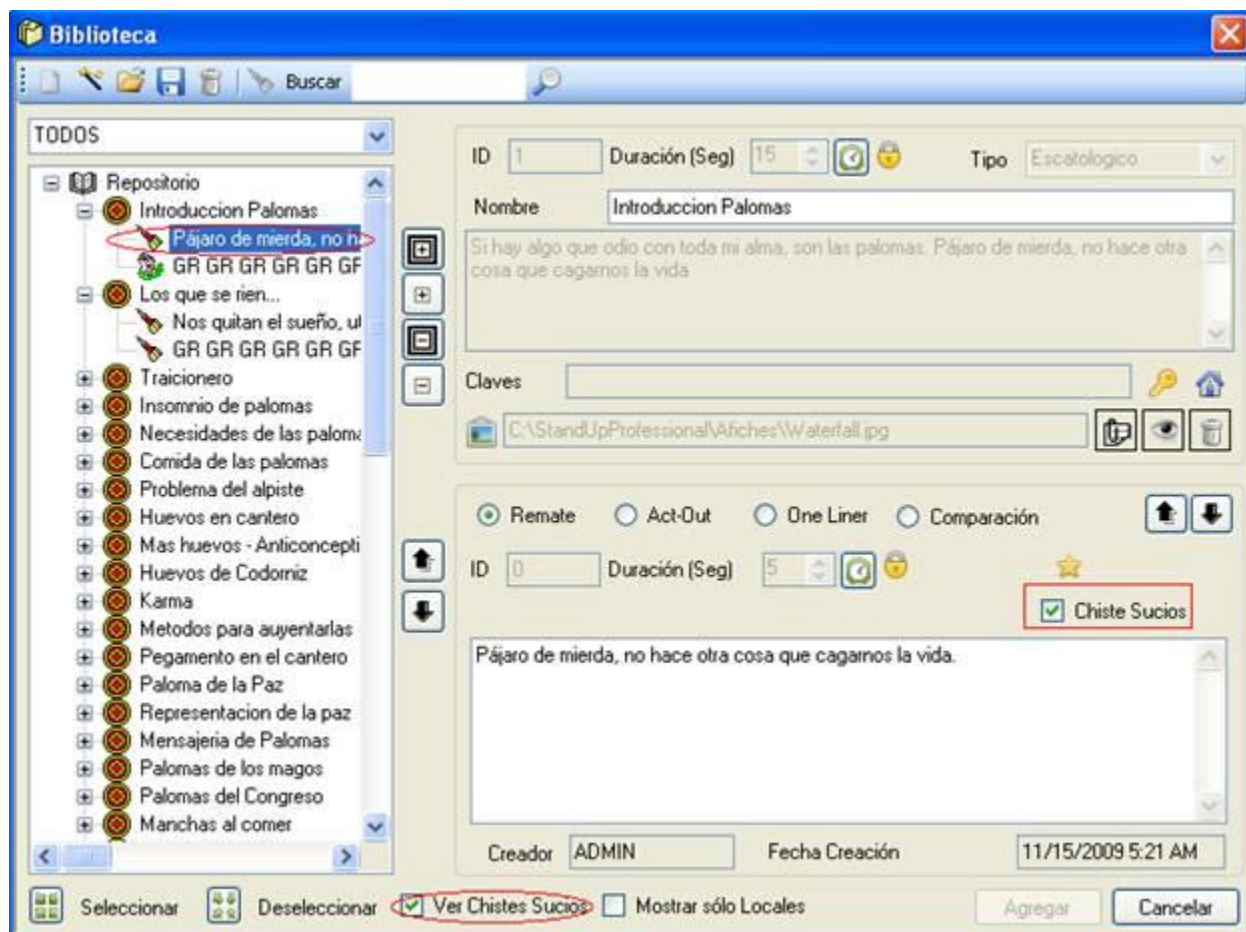 Biblioteca
Buscar
TODOS
Repositorio
Introduccion Palomas
Pájaro de mierda, no ha
GR GR GR GR GR GF
Los que se rien...
Nos quitan el sueño, ul
GR GR GR GR GR GF
Traicionero
Insomnio de palomas
Necesidades de las paloma
Comida de las palomas
Problema del alpiste
Huevos en cantero
Mas huevos - Anticoncepti
Huevos de Codorniz
Karma
Metodos para auyentarlas
Pegamento en el cantero
Paloma de la Paz
Representacion de la paz
Mensajeria de Palomas
Palomas de los magos
Palomas del Congreso
Manchas al comer
ID 1 Duración (Seg) 15 Tipo Escatologico
Nombre Introduccion Palomas
Si hay algo que odio con toda mi alma, son las palomas. Pájaro de mierda, no hace otra
cosa que cagarnos la vida
Claves
C:\StandUpProfessional\Afiches\Waterfall.jpg
Remate Act-Out One Liner Comparación
ID 0 Duración (Seg) 5
Chiste Sucios
Pájaro de mierda, no hace otra cosa que cagarnos la vida.
Creador ADMIN Fecha Creación 11/15/2009 5:21 AM
Seleccionar Deseleccionar Ver Chistes Sucios Mostrar sólo Locales Agregar Cancelar